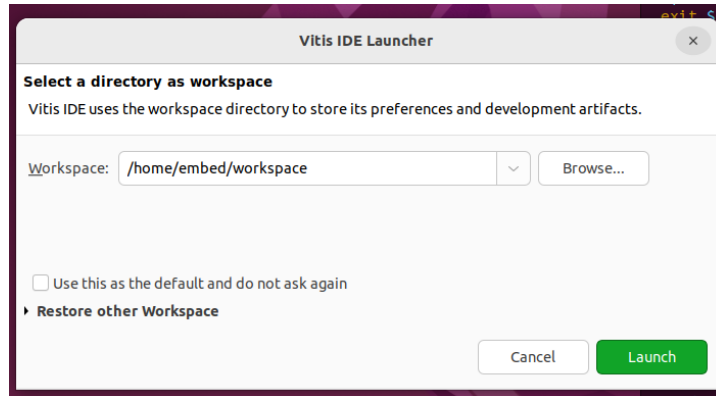 exit $
Vitis IDE Launcher
Select a directory as workspace
Vitis IDE uses the workspace directory to store its preferences and development artifacts.
Workspace: /home/embed/workspace Browse...
Use this as the default and do not ask again
Restore other Workspace
Cancel Launch